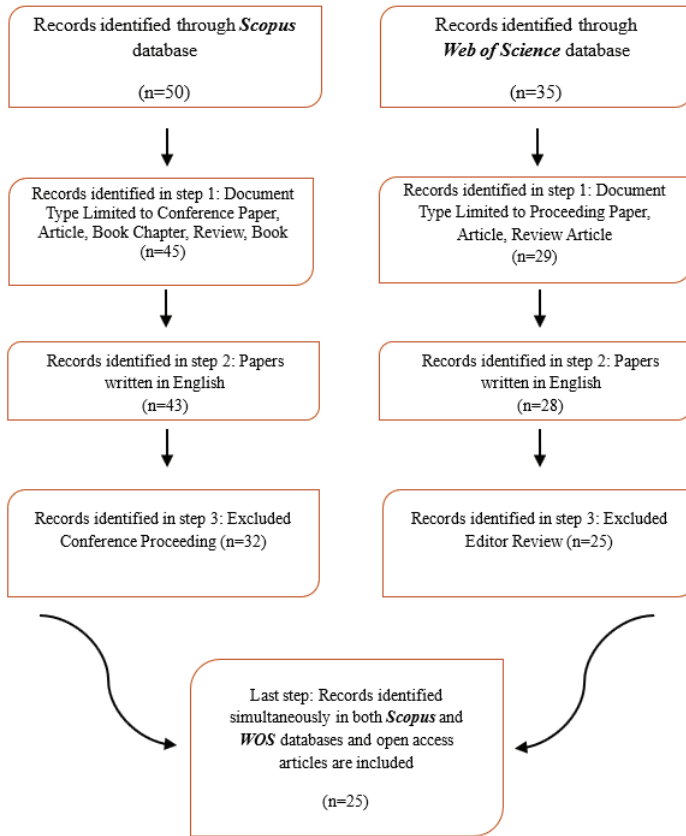 Records identified through Scopus
database
(n=50)
Records identified through
Web of Science database
(n=35)
Records identified in step 1: Document
Type Limited to Conference Paper,
Article, Book Chapter, Review, Book
(n=45)
Records identified in step 1: Document
Type Limited to Proceeding Paper,
Article, Review Article
(n=29)
Records identified in step 2: Papers
written in English
(n=43)
Records identified in step 2: Papers
written in English
(n=28)
Records identified in step 3: Excluded
Conference Proceeding (n=32)
Records identified in step 3: Excluded
Editor Review (n=25)
Last step: Records identified
simultaneously in both Scopus and
WOS databases and open access
articles are included
(n=25)